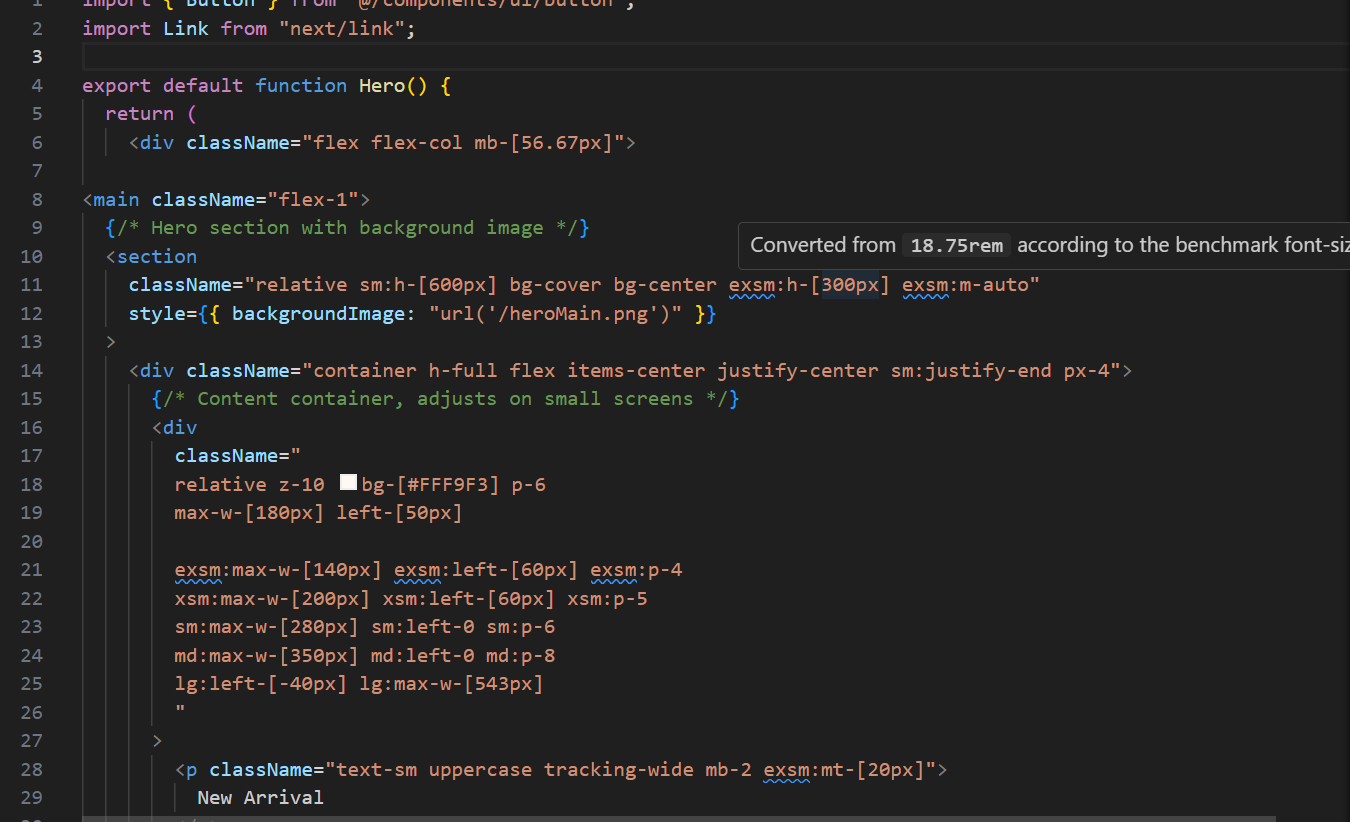 1 import { Button } from "@/components/ui/button";
2 import Link from "next/link";
3
4 export default function Hero() {
5 return (
6 <div className="flex flex-col mb-[56.67px]">
7
8 <main className="flex-1">
9 {/* Hero section with background image */}
Converted from 18.75rem according to the benchmark font-siz
10 <section
11 className="relative sm:h-[600px] bg-cover bg-center exsm:h-[300px] exsm:m-auto"
12 style={{ backgroundImage: "url('/heroMain.png')" }}
13 >
14 <div className="container h-full flex items-center justify-center sm:justify-end px-4">
15 {/* Content container, adjusts on small screens */}
16 <div
17 className="
18 relative z-10 bg-[#FFF9F3] p-6
19 max-w-[180px] left-[50px]
20
21 exsm:max-w-[140px] exsm:left-[60px] exsm:p-4
22 xsm:max-w-[200px] xsm:left-[60px] xsm:p-5
23 sm:max-w-[280px] sm:left-0 sm:p-6
24 md:max-w-[350px] md:left-0 md:p-8
25 lg:left-[-40px] lg:max-w-[543px]
26 "
27 >
28 <p className="text-sm uppercase tracking-wide mb-2 exsm:mt-[20px]">
29 New Arrival